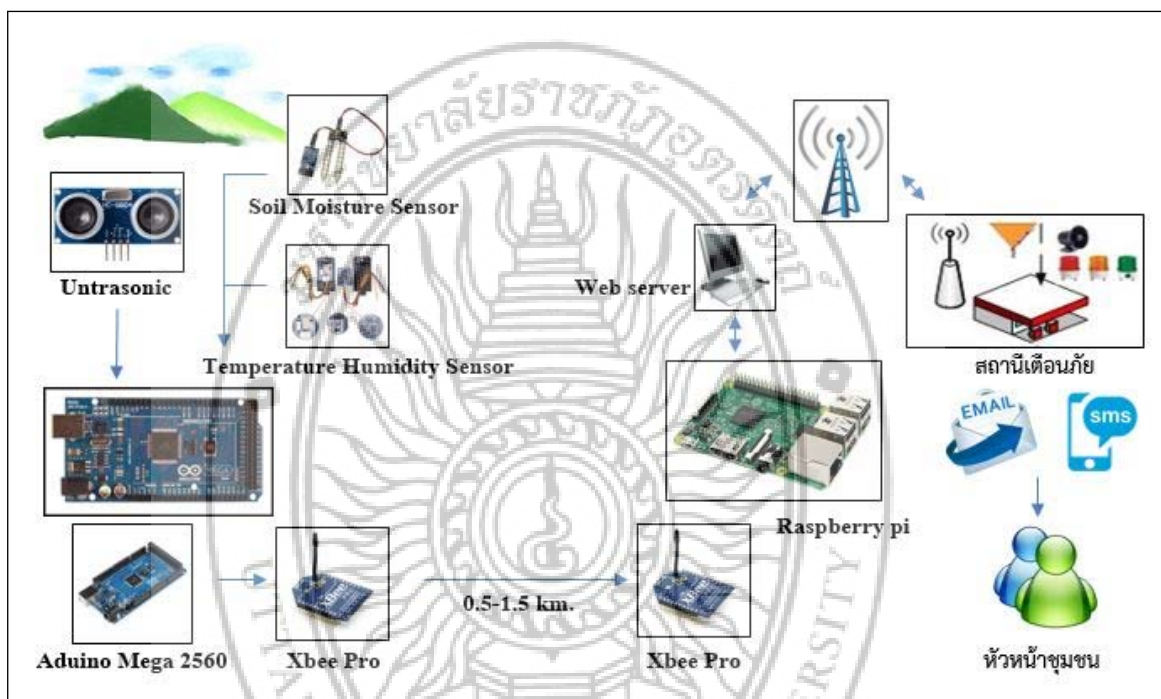 Soil Moisture Sensor
Untrasonic
Temperature Humidity Sensor
Web server
สถานีเตือนภัย
EMAIL
sms
Raspberry pi
Aduino Mega 2560
Xbee Pro
0.5-1.5 km.
Xbee Pro
หัวหน้าชุมชน